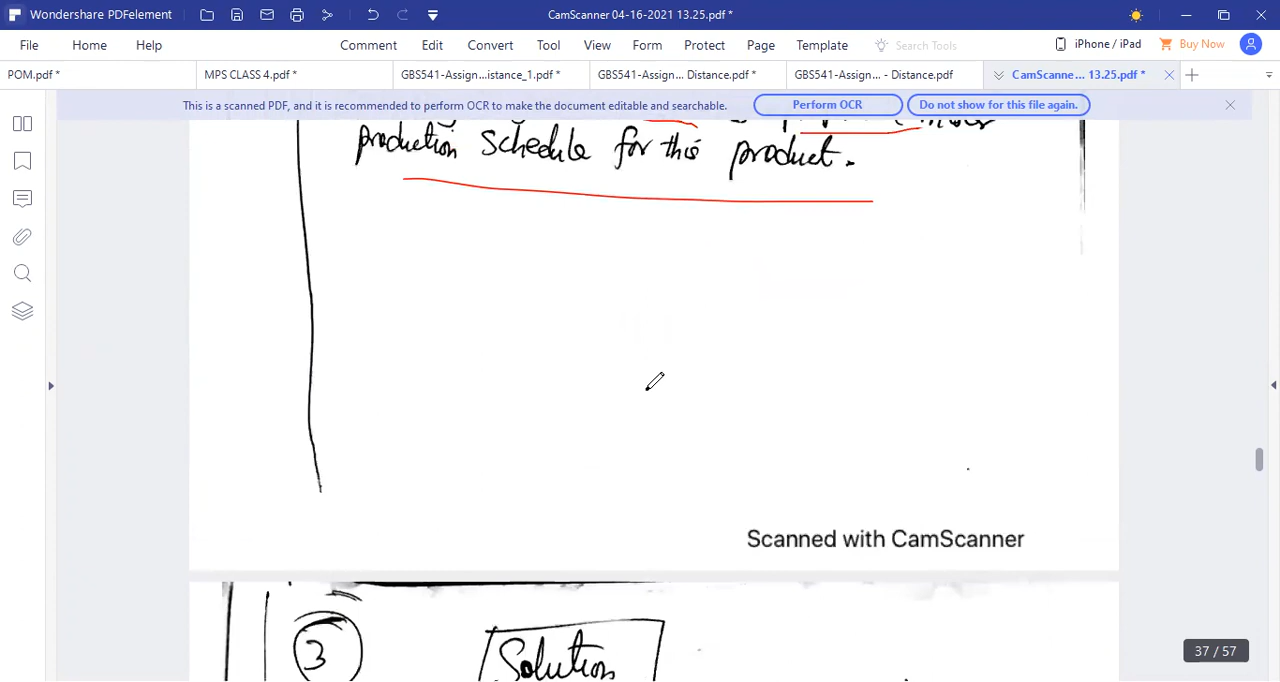 Wondershare PDFelement
CamScanner 04-16-2021 13.25.pdf *
File Home Help Comment Edit Convert Tool View Form Protect Page Template Search Tools iPhone / iPad Buy Now
POM.pdf * MPS CLASS 4.pdf * GBS541-Assign...istance_1.pdf * GBS541-Assign... Distance.pdf * GBS541-Assign... - Distance.pdf CamScanne... 13.25.pdf *
This is a scanned PDF, and it is recommended to perform OCR to make the document editable and searchable. Perform OCR Do not show for this file again.
production schedule for this product.
Scanned with CamScanner
3 Solution
37 / 57